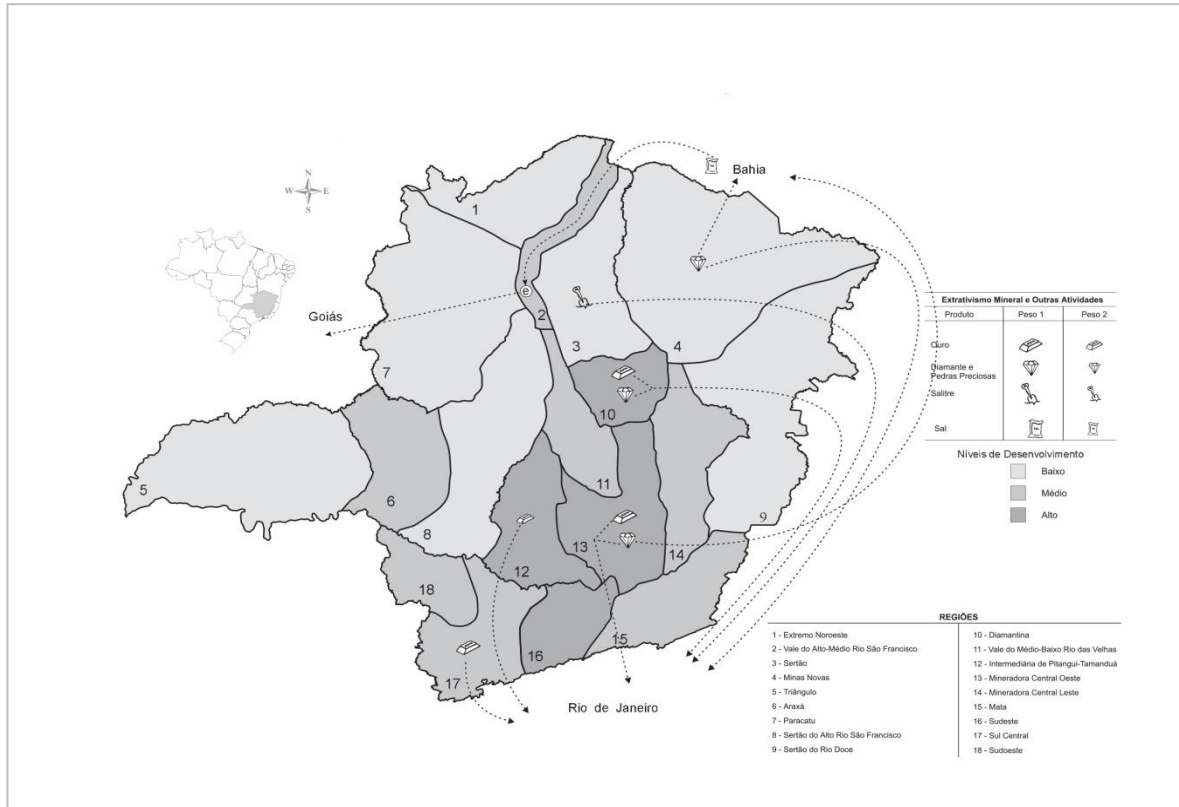 N
W E
S
Bahia
1
e
Goiás
2
3
4
7
10
5
6
11
9
8
13
14
12
18
15
16
17
Rio de Janeiro
Extrativismo Mineral e Outras Atividades
Produto Peso 1 Peso 2
Ouro
Diamante e
Pedras Preciosas
Salitre
Sal
Níveis de Desenvolvimento
Baixo
Médio
Alto
REGIÕES
1 - Extremo Noroeste
2 - Vale do Alto-Médio Rio São Francisco
3 - Sertão
4 - Minas Novas
5 - Triângulo
6 - Araxá
7 - Paracatu
8 - Sertão do Alto Rio São Francisco
9 - Sertão do Rio Doce
10 - Diamantina
11 - Vale do Médio-Baixo Rio das Velhas
12 - Intermediária de Pitangui-Tamanduá
13 - Mineradora Central Oeste
14 - Mineradora Central Leste
15 - Mata
16 - Sudeste
17 - Sul Central
18 - Sudoeste